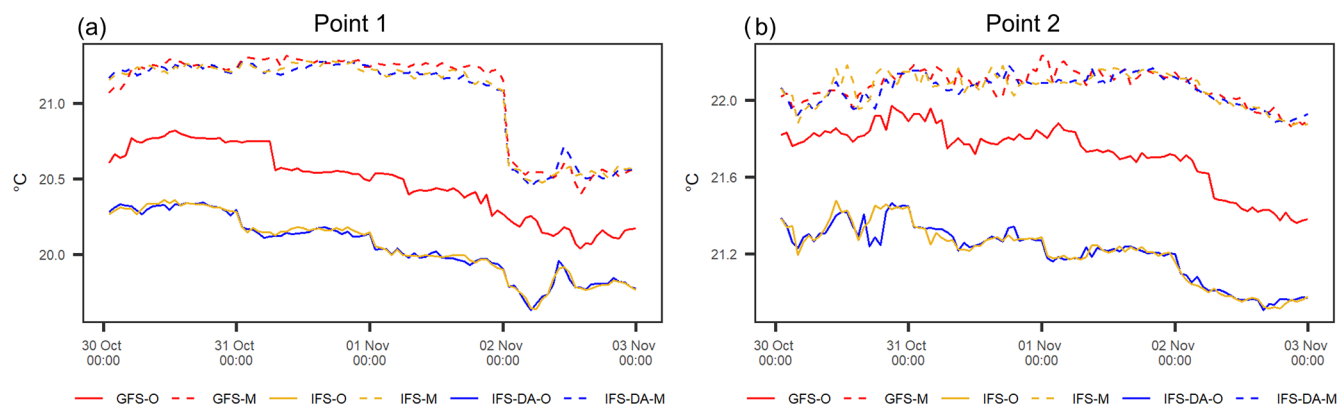 (a)
Point 1
°C
21.0
20.5
20.0
30 Oct
00:00
31 Oct
00:00
01 Nov
00:00
02 Nov
00:00
03 Nov
00:00
GFS-O GFS-M IFS-O IFS-M IFS-DA-O IFS-DA-M
(b)
Point 2
°C
22.0
21.6
21.2
30 Oct
00:00
31 Oct
00:00
01 Nov
00:00
02 Nov
00:00
03 Nov
00:00
GFS-O GFS-M IFS-O IFS-M IFS-DA-O IFS-DA-M